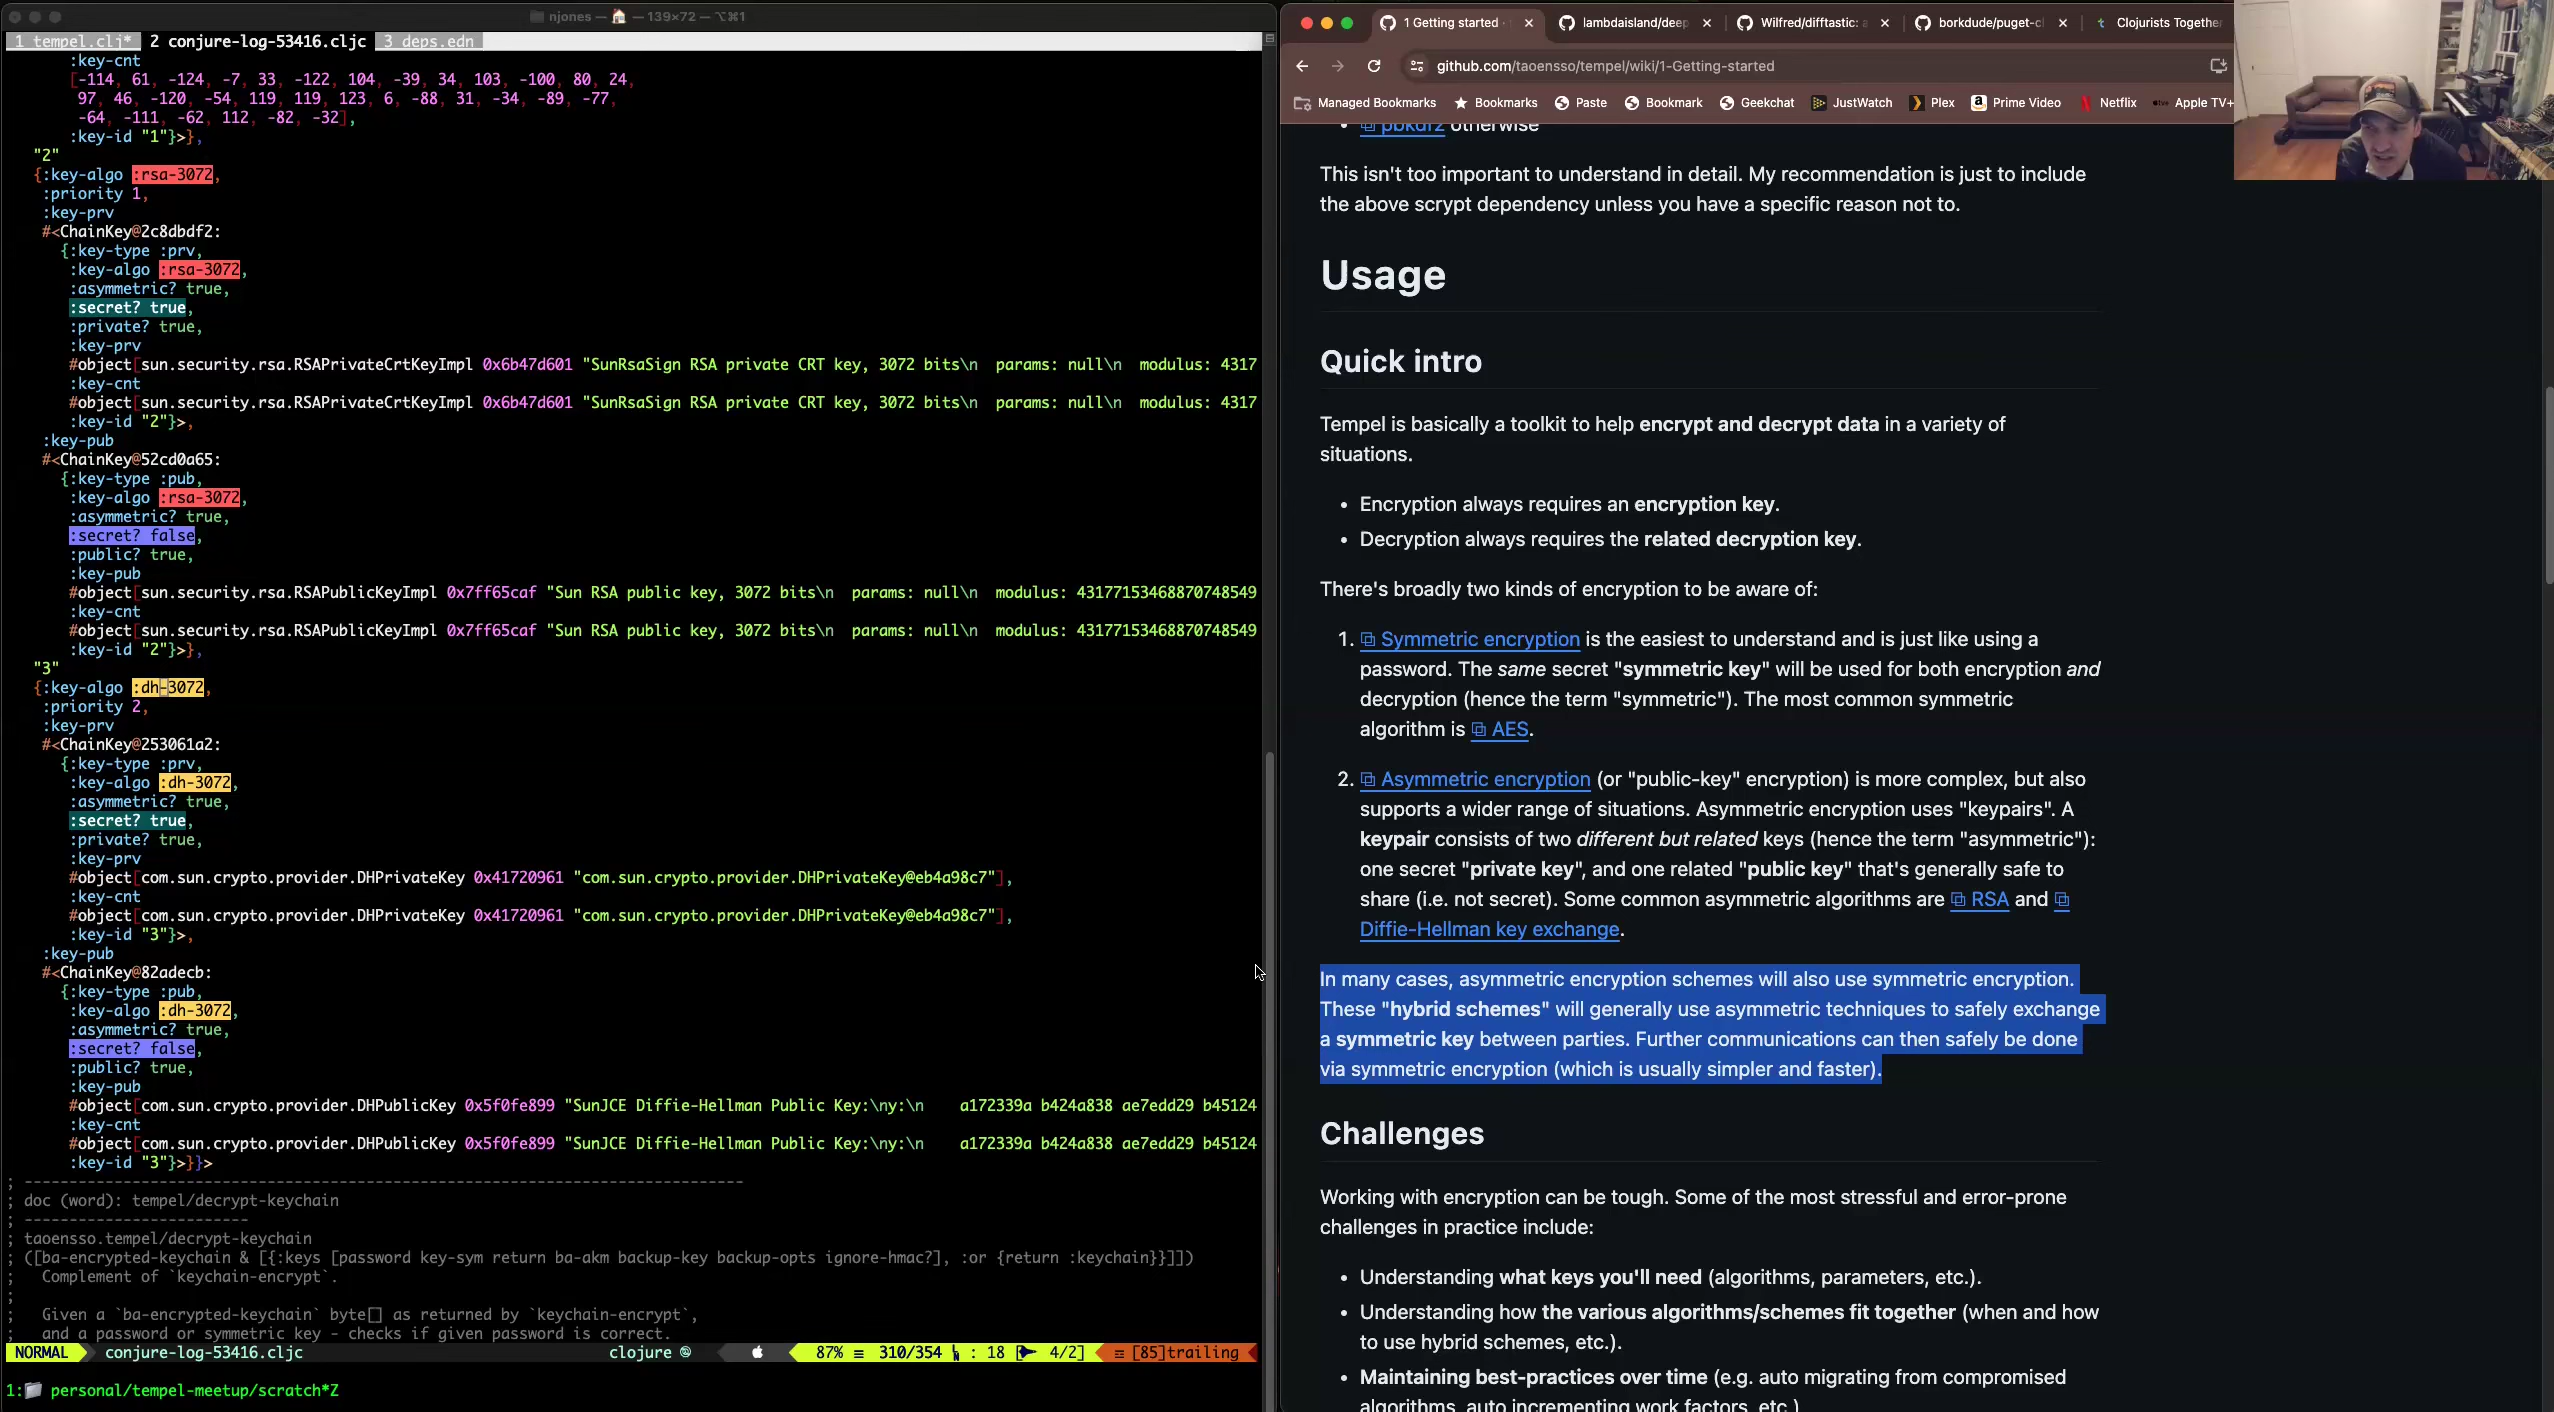 njones — 🏠 — 139×72 — ⌥⌘1
1 tempel.clj* 2 conjure-log-53416.cljc 3 deps.edn
:key-cnt
[-114, 61, -124, -7, 33, -122, 104, -39, 34, 103, -100, 80, 24,
97, 46, -120, -54, 119, 119, 123, 6, -88, 31, -34, -89, -77,
-64, -111, -62, 112, -82, -32],
:key-id "1"}>},
"2"
{:key-algo :rsa-3072,
:priority 1,
:key-prv
#<ChainKey@2c8dbdf2:
{:key-type :prv,
:key-algo :rsa-3072,
:asymmetric? true,
:secret? true,
:private? true,
:key-prv
#object[sun.security.rsa.RSAPrivateCrtKeyImpl 0x6b47d601 "SunRsaSign RSA private CRT key, 3072 bits\n  params: null\n  modulus: 4317
:key-cnt
#object[sun.security.rsa.RSAPrivateCrtKeyImpl 0x6b47d601 "SunRsaSign RSA private CRT key, 3072 bits\n  params: null\n  modulus: 4317
:key-id "2"}>,
:key-pub
#<ChainKey@52cd0a65:
{:key-type :pub,
:key-algo :rsa-3072,
:asymmetric? true,
:secret? false,
:public? true,
:key-pub
#object[sun.security.rsa.RSAPublicKeyImpl 0x7ff65caf "Sun RSA public key, 3072 bits\n  params: null\n  modulus: 43177153468870748549
:key-cnt
#object[sun.security.rsa.RSAPublicKeyImpl 0x7ff65caf "Sun RSA public key, 3072 bits\n  params: null\n  modulus: 43177153468870748549
:key-id "2"}>},
"3"
{:key-algo :dh-3072,
:priority 2,
:key-prv
#<ChainKey@253061a2:
{:key-type :prv,
:key-algo :dh-3072,
:asymmetric? true,
:secret? true,
:private? true,
:key-prv
#object[com.sun.crypto.provider.DHPrivateKey 0x41720961 "com.sun.crypto.provider.DHPrivateKey@eb4a98c7"],
:key-cnt
#object[com.sun.crypto.provider.DHPrivateKey 0x41720961 "com.sun.crypto.provider.DHPrivateKey@eb4a98c7"],
:key-id "3"}>,
:key-pub
#<ChainKey@82adecb:
{:key-type :pub,
:key-algo :dh-3072,
:asymmetric? true,
:secret? false,
:public? true,
:key-pub
#object[com.sun.crypto.provider.DHPublicKey 0x5f0fe899 "SunJCE Diffie-Hellman Public Key:\ny:\n    a172339a b424a838 ae7edd29 b45124
:key-cnt
#object[com.sun.crypto.provider.DHPublicKey 0x5f0fe899 "SunJCE Diffie-Hellman Public Key:\ny:\n    a172339a b424a838 ae7edd29 b45124
:key-id "3"}>}}>
; --------------------------------------------------------------------------------
; doc (word): tempel/decrypt-keychain
; -------------------------
; taoensso.tempel/decrypt-keychain
; ([ba-encrypted-keychain & [{:keys [password key-sym return ba-akm backup-key backup-opts ignore-hmac?], :or {return :keychain}}]])
;   Complement of `keychain-encrypt`.
;
;   Given a `ba-encrypted-keychain` byte[] as returned by `keychain-encrypt`,
;   and a password or symmetric key - checks if given password is correct.
NORMAL conjure-log-53416.cljc clojure 87% ≡ 310/354 : 18 4/2] [85]trailing
1: personal/tempel-meetup/scratch*Z
1 Getting started · lambdaisland/deep Wilfred/difftastic: a borkdude/puget-cl Clojurists Together
github.com/taoensso/tempel/wiki/1-Getting-started
Managed Bookmarks Bookmarks Paste Bookmark Geekchat JustWatch Plex Prime Video Netflix Apple TV+
• pbkdf2 otherwise
This isn't too important to understand in detail. My recommendation is just to include
the above scrypt dependency unless you have a specific reason not to.
Usage
Quick intro
Tempel is basically a toolkit to help encrypt and decrypt data in a variety of
situations.
• Encryption always requires an encryption key.
• Decryption always requires the related decryption key.
There's broadly two kinds of encryption to be aware of:
1. Symmetric encryption is the easiest to understand and is just like using a
password. The same secret "symmetric key" will be used for both encryption and
decryption (hence the term "symmetric"). The most common symmetric
algorithm is AES.
2. Asymmetric encryption (or "public-key" encryption) is more complex, but also
supports a wider range of situations. Asymmetric encryption uses "keypairs". A
keypair consists of two different but related keys (hence the term "asymmetric"):
one secret "private key", and one related "public key" that's generally safe to
share (i.e. not secret). Some common asymmetric algorithms are RSA and
Diffie-Hellman key exchange.
In many cases, asymmetric encryption schemes will also use symmetric encryption.
These "hybrid schemes" will generally use asymmetric techniques to safely exchange
a symmetric key between parties. Further communications can then safely be done
via symmetric encryption (which is usually simpler and faster).
Challenges
Working with encryption can be tough. Some of the most stressful and error-prone
challenges in practice include:
• Understanding what keys you'll need (algorithms, parameters, etc.).
• Understanding how the various algorithms/schemes fit together (when and how
to use hybrid schemes, etc.).
• Maintaining best-practices over time (e.g. auto migrating from compromised
algorithms, auto incrementing work factors, etc.)